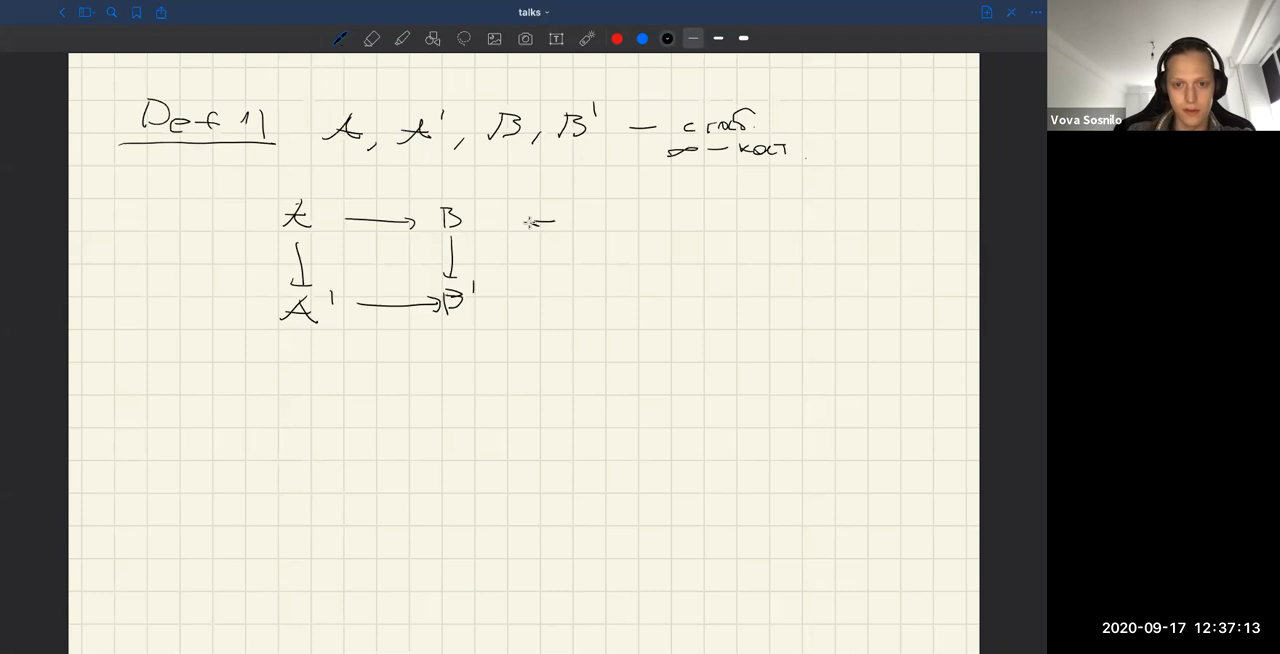 talks
Def 1) A, A', B, B' — стаб.
∞ — кат
A → B —
↓ ↓
A' → B'
Vova Sosnilo
2020-09-17 12:37:13